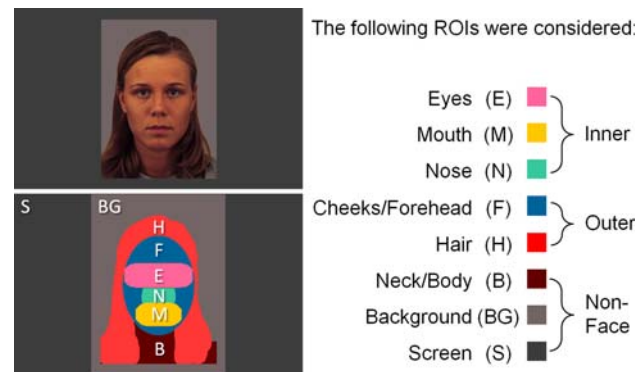 The following ROIs were considered:
Eyes (E)
Mouth (M)
Nose (N)
Inner
Cheeks/Forehead (F)
Hair (H)
Outer
Neck/Body (B)
Background (BG)
Screen (S)
Non-
Face
S
BG
H
F
E
N
M
B